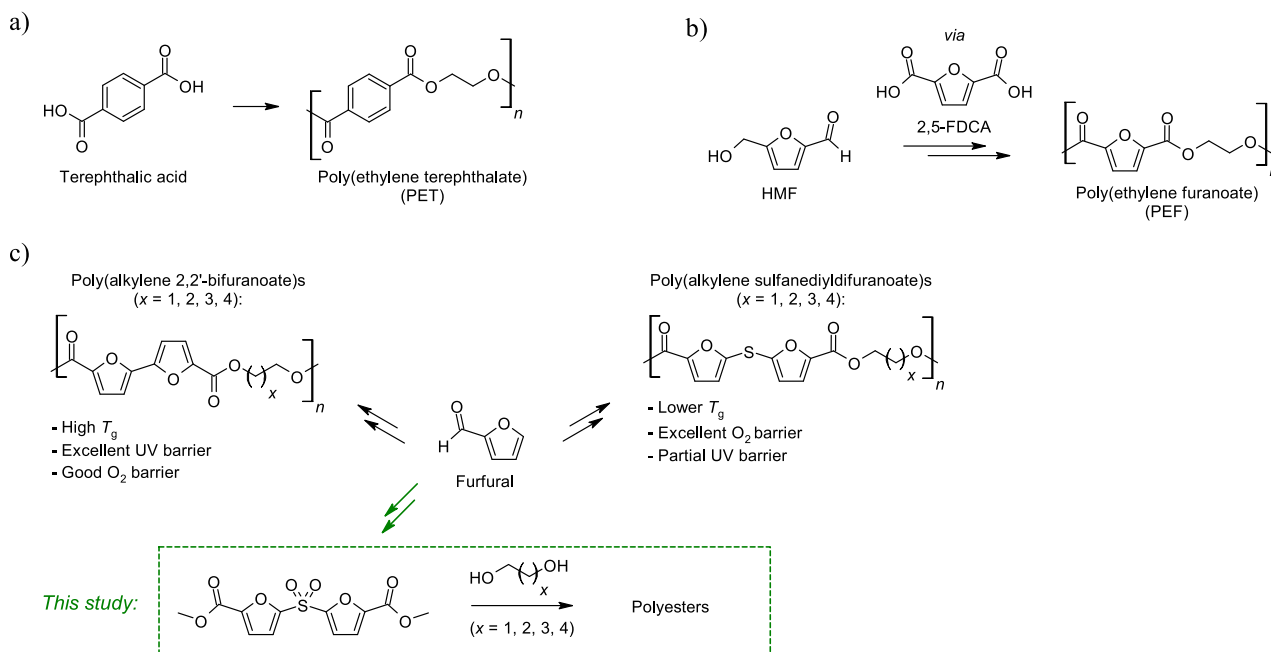 a)
O
OH
HO
O
Terephthalic acid
O
O
O
O
n
Poly(ethylene terephthalate)
(PET)
b)
via
O
O
O
OH
HO
2,5-FDCA
HO
O
O
H
HMF
O
O
O
O
O
Poly(ethylene furanoate)
(PEF)
c)
Poly(alkylene 2,2'-bifuranoate)s
(x = 1, 2, 3, 4):
O
O
O
O
O
O
x
n
- High Tg
- Excellent UV barrier
- Good O2 barrier
O
H
O
Furfural
Poly(alkylene sulfanediyldifuranoate)s
(x = 1, 2, 3, 4):
O
O
S
O
O
O
O
x
n
- Lower Tg
- Excellent O2 barrier
- Partial UV barrier
This study:
O
O
O
O
O
S
O
O
O
HO
OH
x
(x = 1, 2, 3, 4)
Polyesters